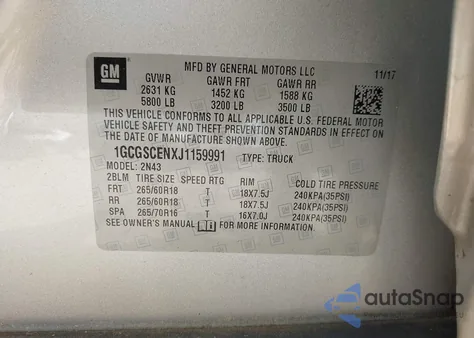 GM
MFD BY GENERAL MOTORS LLC
11/17
GVWR GAWR FRT GAWR RR
2631 KG 1452 KG 1588 KG
5800 LB 3200 LB 3500 LB
THIS VEHICLE CONFORMS TO ALL APPLICABLE U.S. FEDERAL MOTOR
VEHICLE SAFETY AND THEFT PREVENTION STANDARDS IN EFFECT ON
THE DATE OF MANUFACTURE SHOWN ABOVE.
1GCGSCENXJ1159991 TYPE: TRUCK
MODEL: 2N43
2BLM TIRE SIZE SPEED RTG RIM COLD TIRE PRESSURE
FRT 265/60R18 T 18X7.5J 240KPA(35PSI)
RR 265/60R18 T 18X7.5J 240KPA(35PSI)
SPA 265/70R16 T 16X7.0J 240KPA(35PSI)
SEE OWNER'S MANUAL
autoSnap